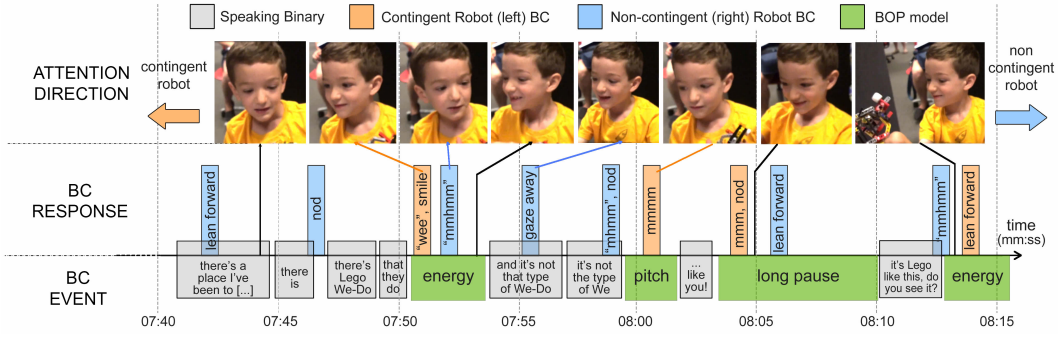 Speaking Binary
Contingent Robot (left) BC
Non-contingent (right) Robot BC
BOP model
ATTENTION
DIRECTION
contingent
robot
non
contingent
robot
BC
RESPONSE
lean forward
nod
"wee", smile
"mmhmm"
gaze away
"mhmm", nod
mmmm
mmm, nod
lean forward
"mmhmm"
lean forward
time
(mm:ss)
BC
EVENT
there's a
place I've
been to [...]
there
is
there's
Lego
We-Do
that
they
do
energy
and it's not
that type
of We-Do
it's not
the type
of We
pitch
...
like
you!
long pause
it's Lego
like this, do
you see it?
energy
07:40
07:45
07:50
07:55
08:00
08:05
08:10
08:15